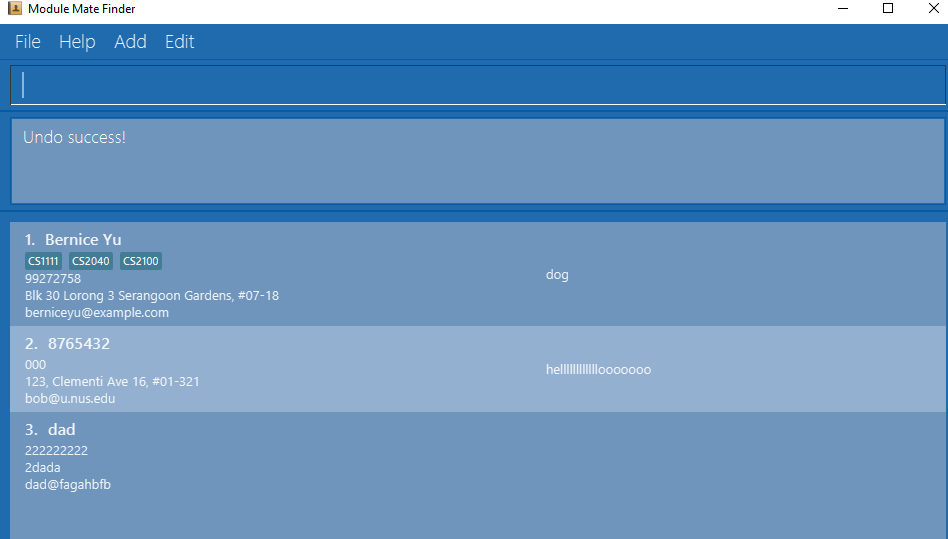 Module Mate Finder
File Help Add Edit
Undo success!
1. Bernice Yu
CS1111 CS2040 CS2100
99272758
Blk 30 Lorong 3 Serangoon Gardens, #07-18
berniceyu@example.com
dog
2. 8765432
000
123, Clementi Ave 16, #01-321
bob@u.nus.edu
helllllllllllloooooooo
3. dad
222222222
2dada
dad@fagahbfb